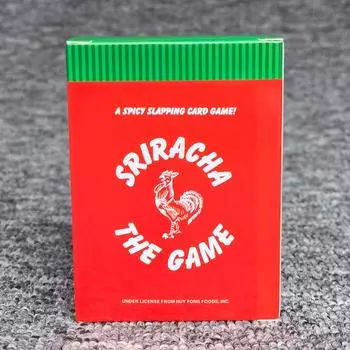 A SPICY SLAPPING CARD GAME!
SRIRACHA
THE GAME
UNDER LICENSE FROM HUY FONG FOODS, INC.